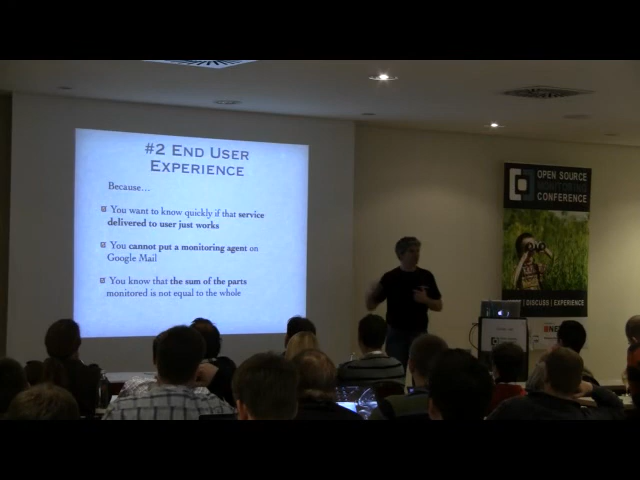 #2 End User
Experience
Because...
You want to know quickly if that service
delivered to user just works
You cannot put a monitoring agent on
Google Mail
You know that the sum of the parts
monitored is not equal to the whole
OPEN SOURCE
MONITORING
CONFERENCE
| DISCUSS | EXPERIENCE